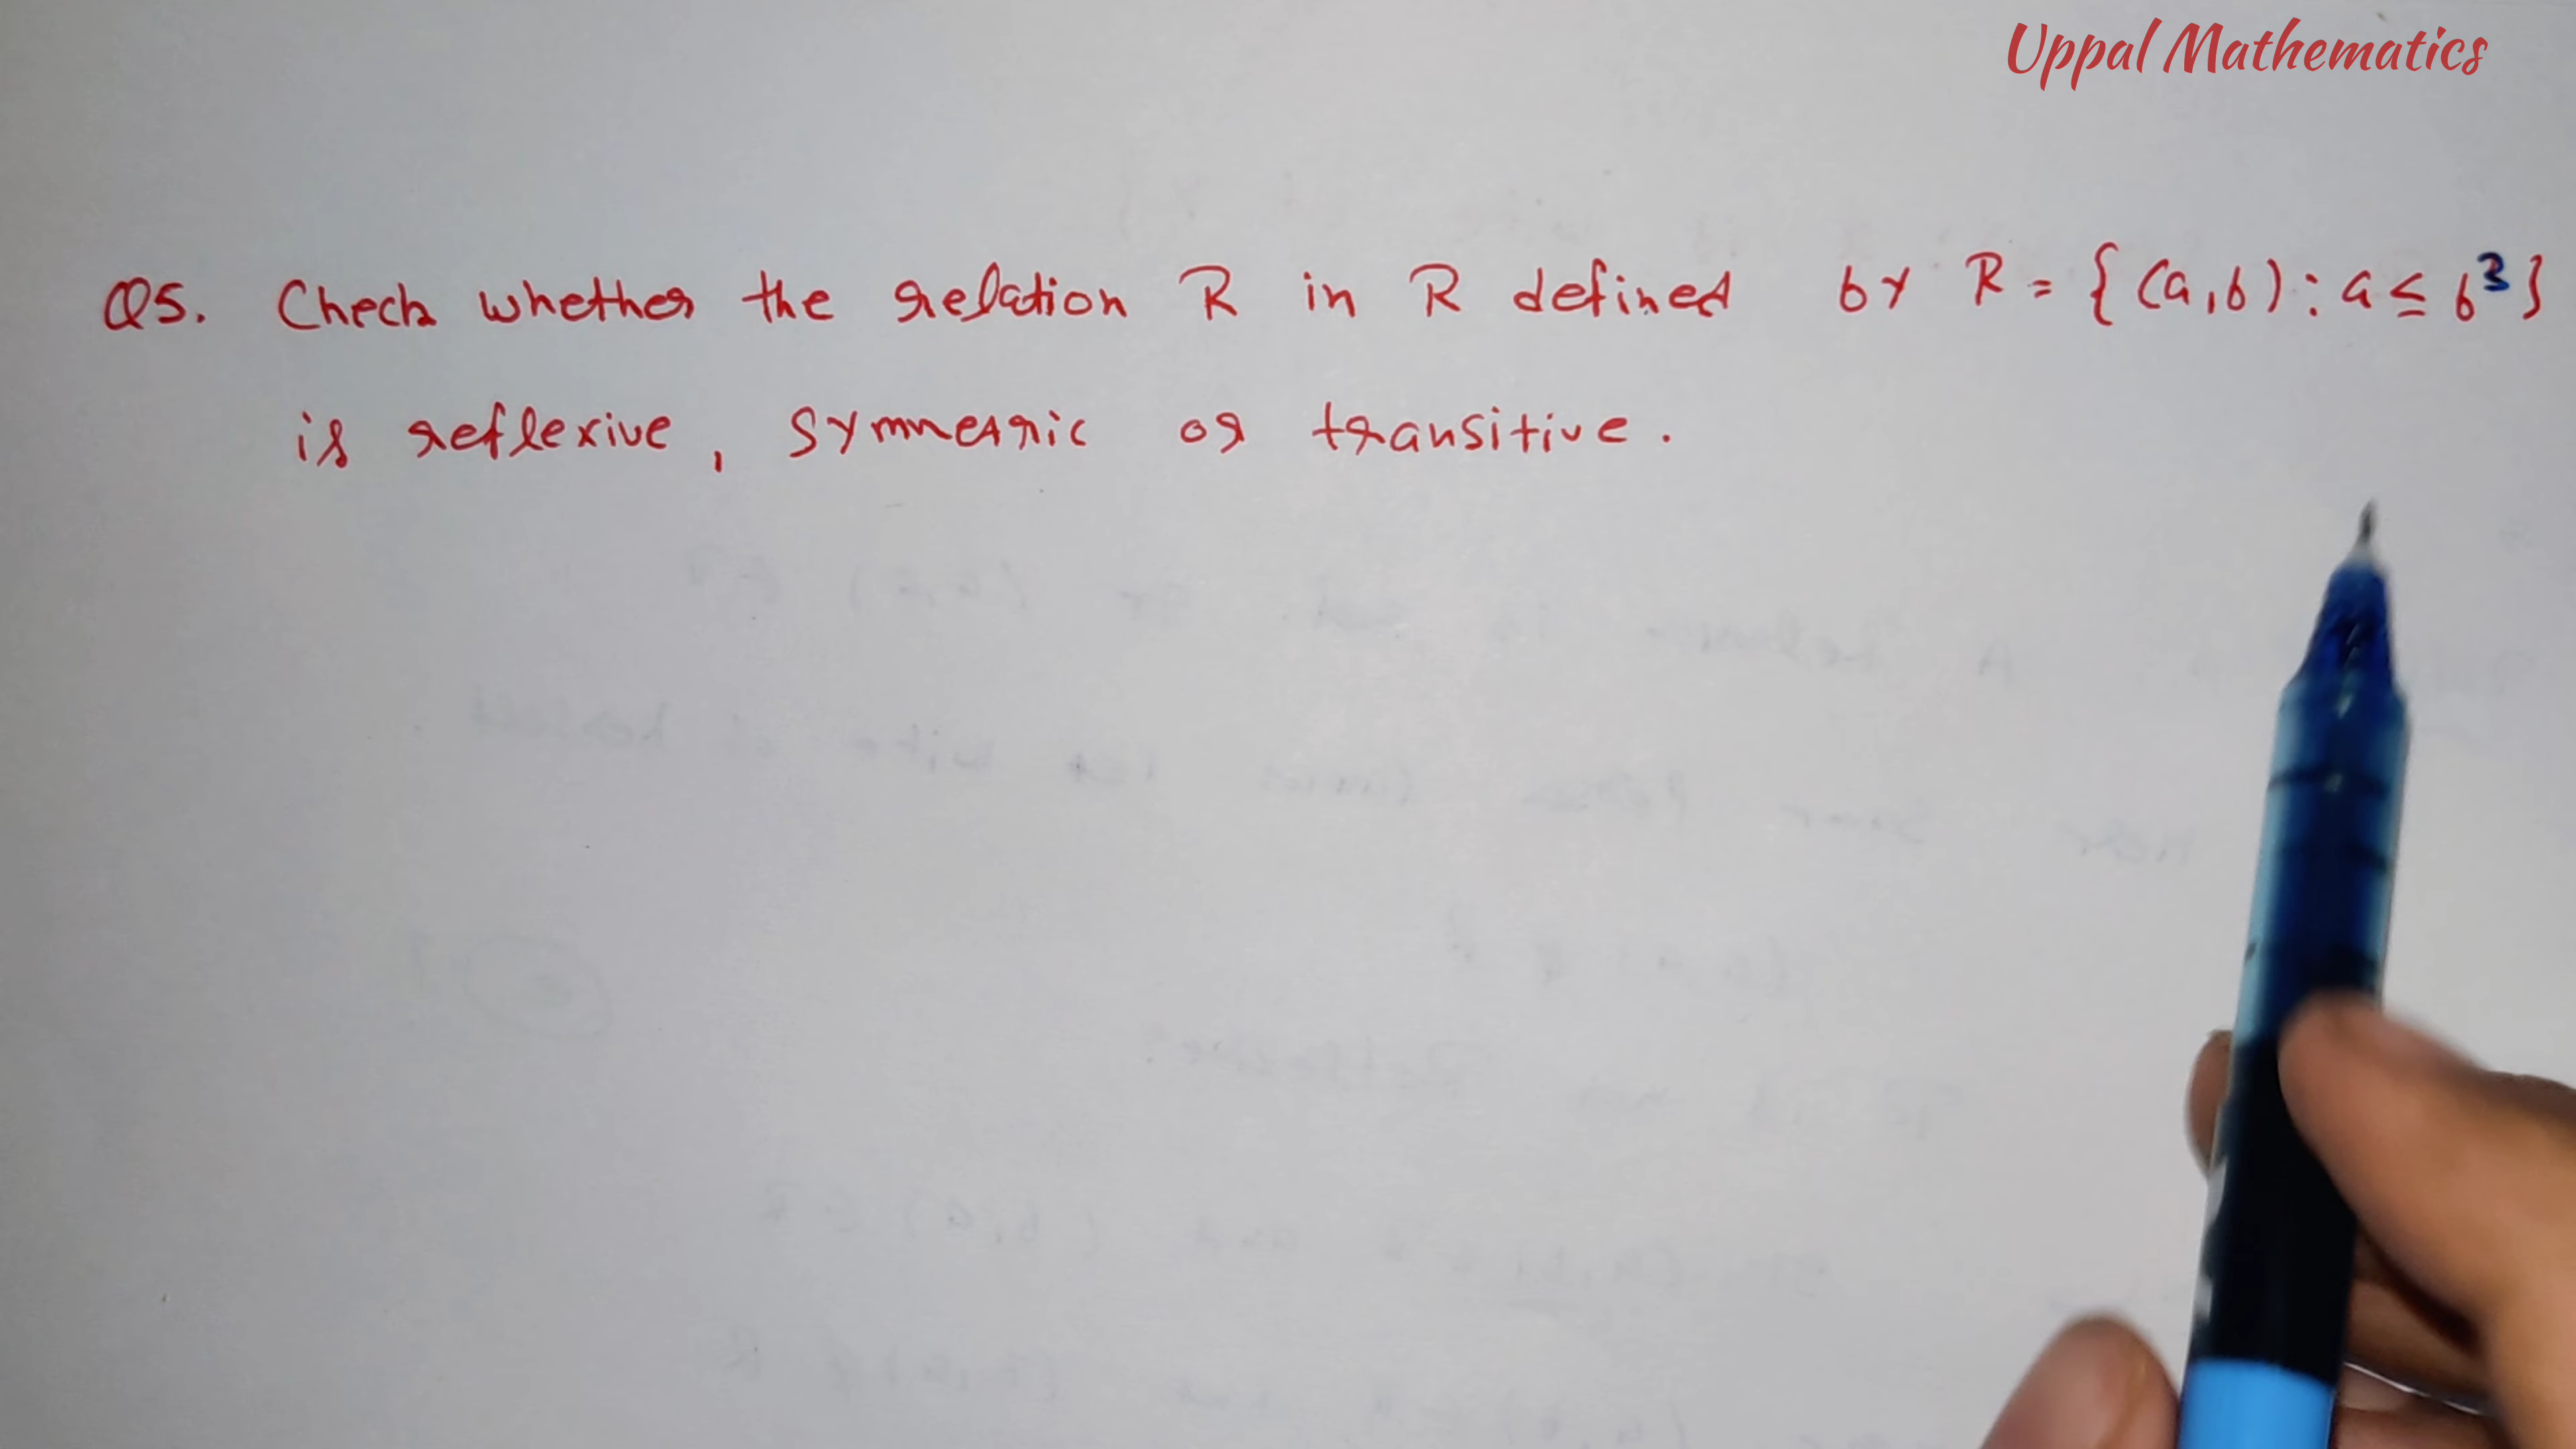 Uppal Mathematics
Q5. Check whether the relation R in R defined by R = {(a,b): a ≤ b³}
is reflexive, symmetric or transitive.